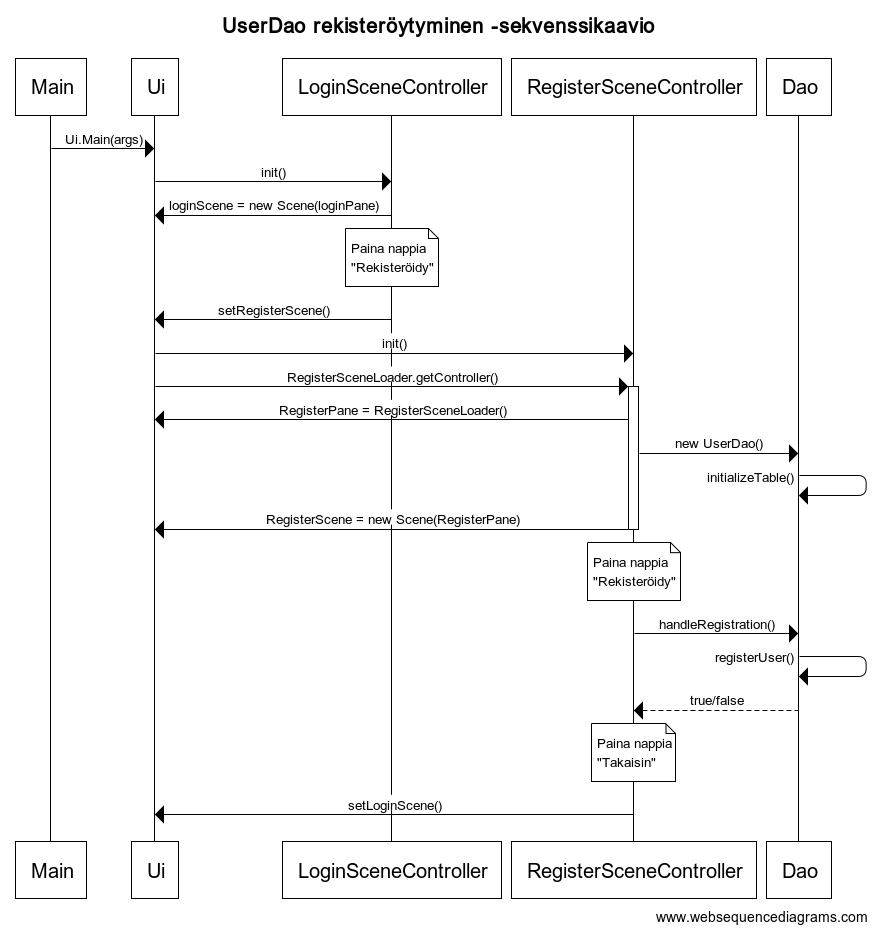 UserDao rekisteröytyminen -sekvenssikaavio
Main
Ui
LoginSceneController
RegisterSceneController
Dao
Ui.Main(args)
init()
loginScene = new Scene(loginPane)
Paina nappia
"Rekisteröidy"
setRegisterScene()
init()
RegisterSceneLoader.getController()
RegisterPane = RegisterSceneLoader()
new UserDao()
initializeTable()
RegisterScene = new Scene(RegisterPane)
Paina nappia
"Rekisteröidy"
handleRegistration()
registerUser()
true/false
Paina nappia
"Takaisin"
setLoginScene()
Main
Ui
LoginSceneController
RegisterSceneController
Dao
www.websequencediagrams.com